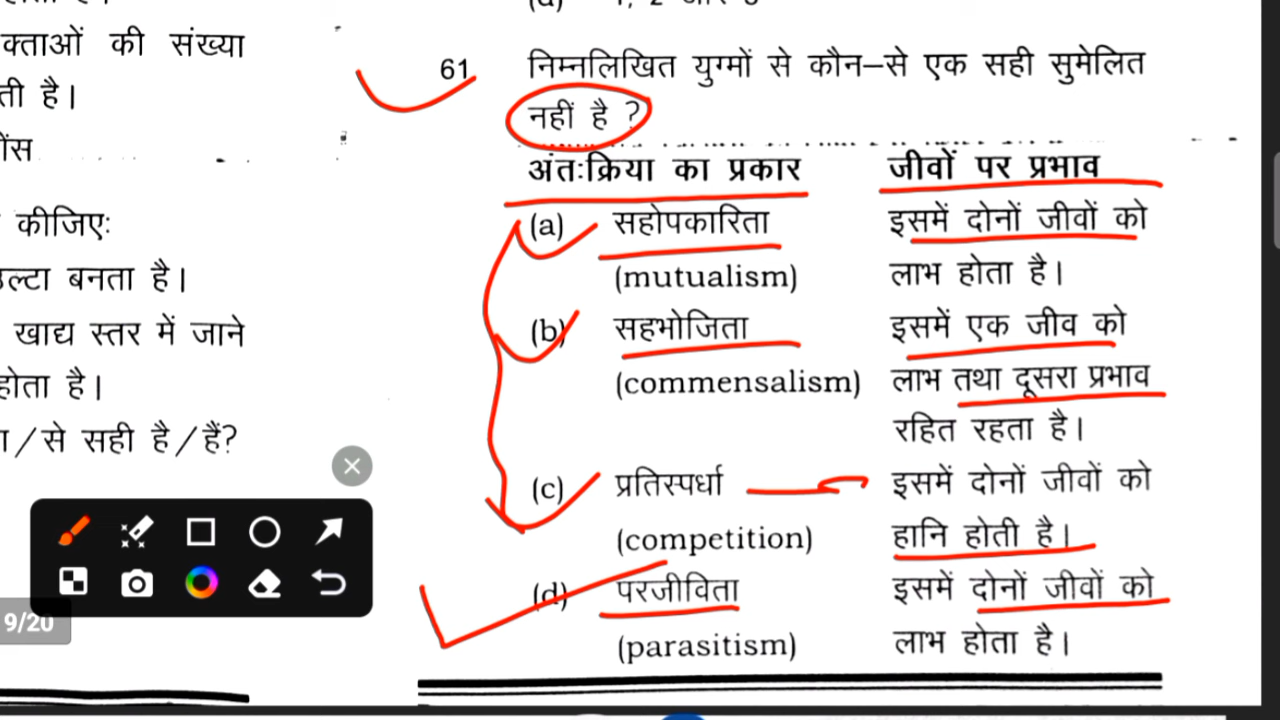 क्ताओं की संख्या
ती है।
कीजिए:
उल्टा बनता है।
खाद्य स्तर में जाने
होता है।
/से सही है/हैं?
9/20
61 निम्नलिखित युग्मों से कौन–से एक सही सुमेलित
नहीं है ?
अंतःक्रिया का प्रकार जीवों पर प्रभाव
(a) सहोपकारिता इसमें दोनों जीवों को
(mutualism) लाभ होता है।
(b) सहभोजिता इसमें एक जीव को
(commensalism) लाभ तथा दूसरा प्रभाव
रहित रहता है।
(c) प्रतिस्पर्धा इसमें दोनों जीवों को
(competition) हानि होती है।
(d) परजीविता इसमें दोनों जीवों को
(parasitism) लाभ होता है।